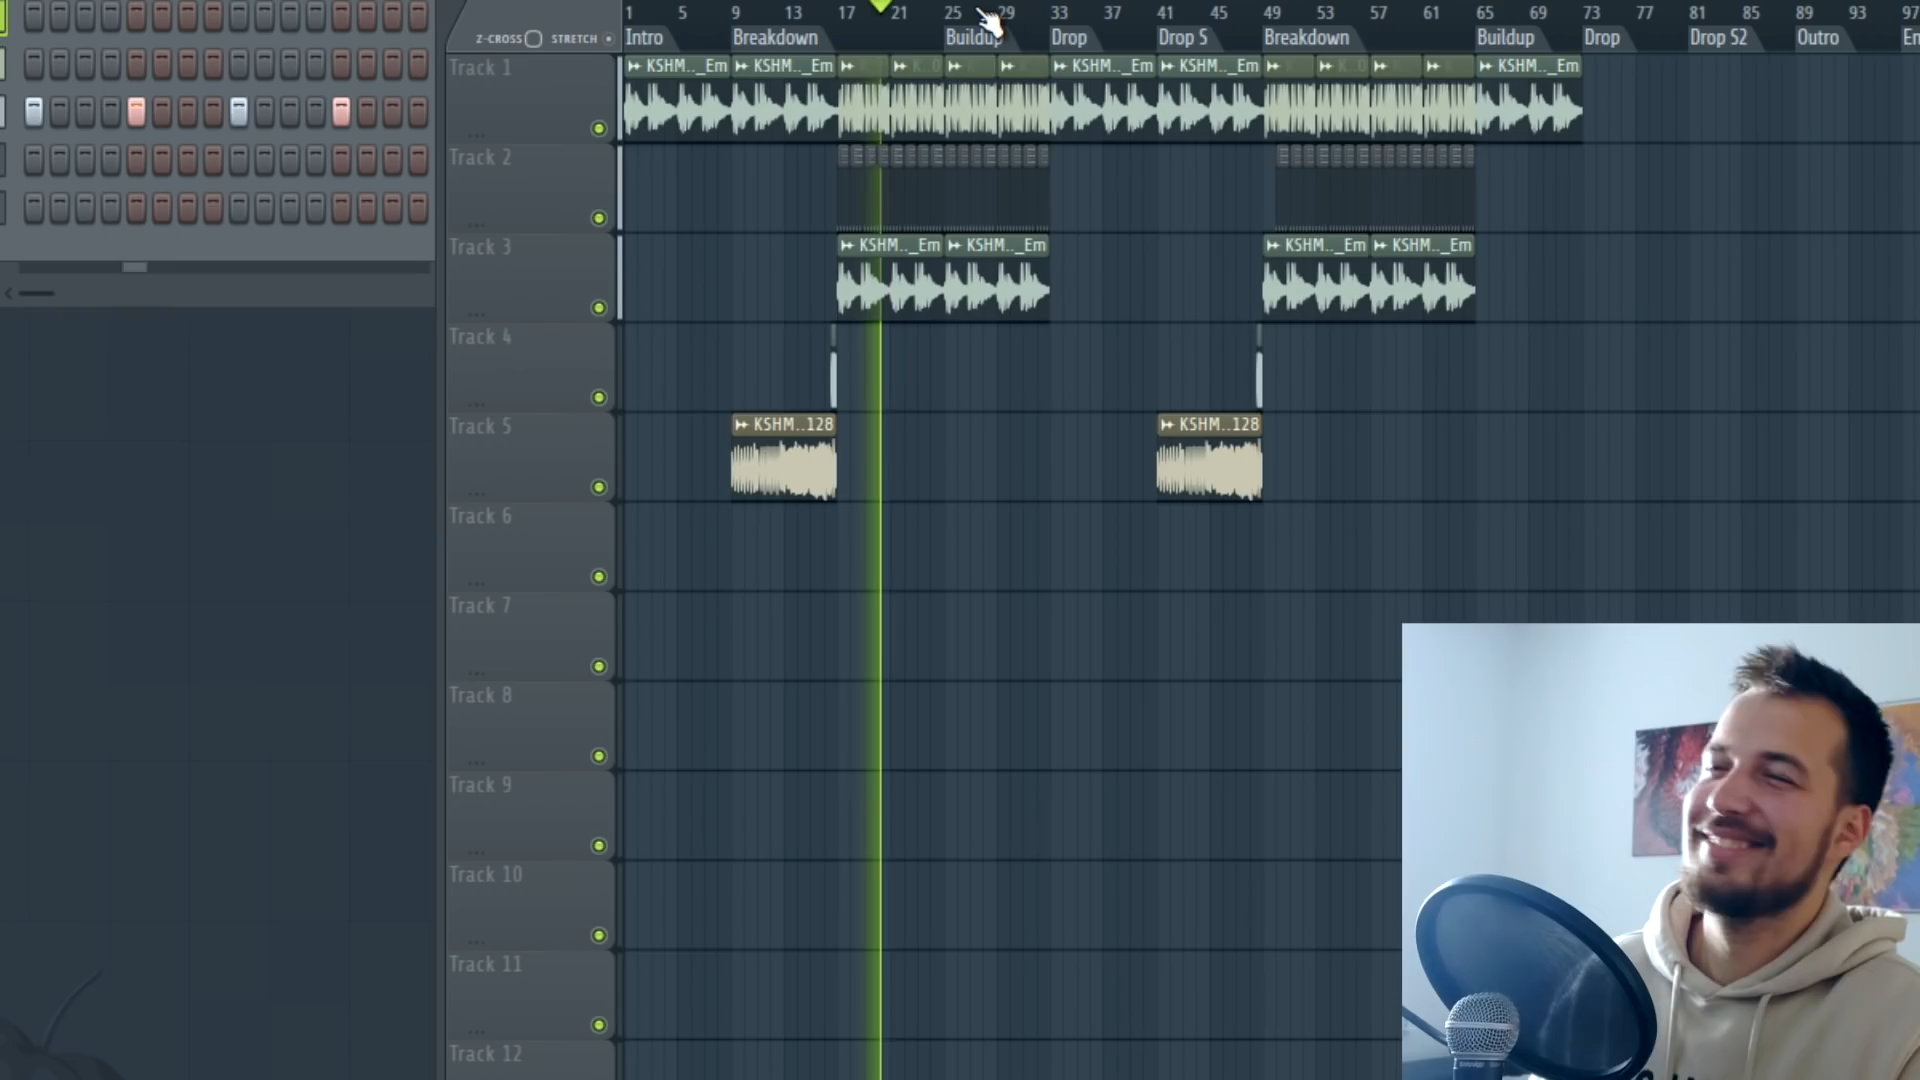 1 5 9 13 17 21 25 29 33 37 41 45 49 53 57 61 65 69 73 77 81 85 89 93 97
Z-CROSS STRETCH
Intro Breakdown Buildup Drop Drop S Breakdown Buildup Drop Drop S2 Outro En
Track 1
KSHM.._Em KSHM.._Em KSHM.._Em KSHM.._Em KSHM.._Em
Track 2
Track 3
KSHM.._Em KSHM.._Em KSHM.._Em KSHM.._Em
Track 4
Track 5
KSHM..128 KSHM..128
Track 6
Track 7
Track 8
Track 9
Track 10
Track 11
Track 12